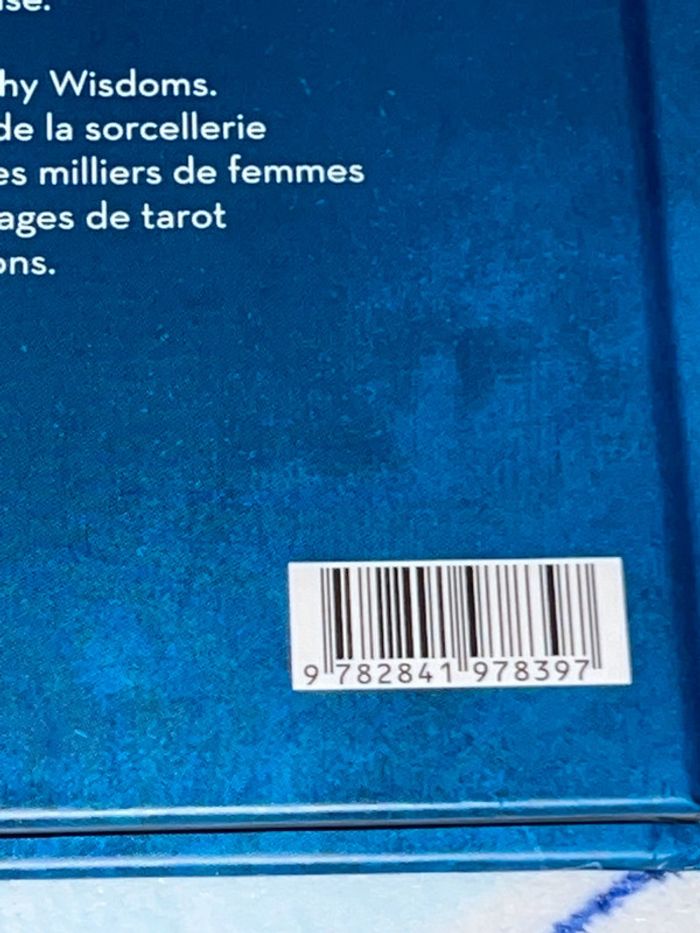 hy Wisdoms.
de la sorcellerie
es milliers de femmes
ages de tarot
ons.
9 782841 978397